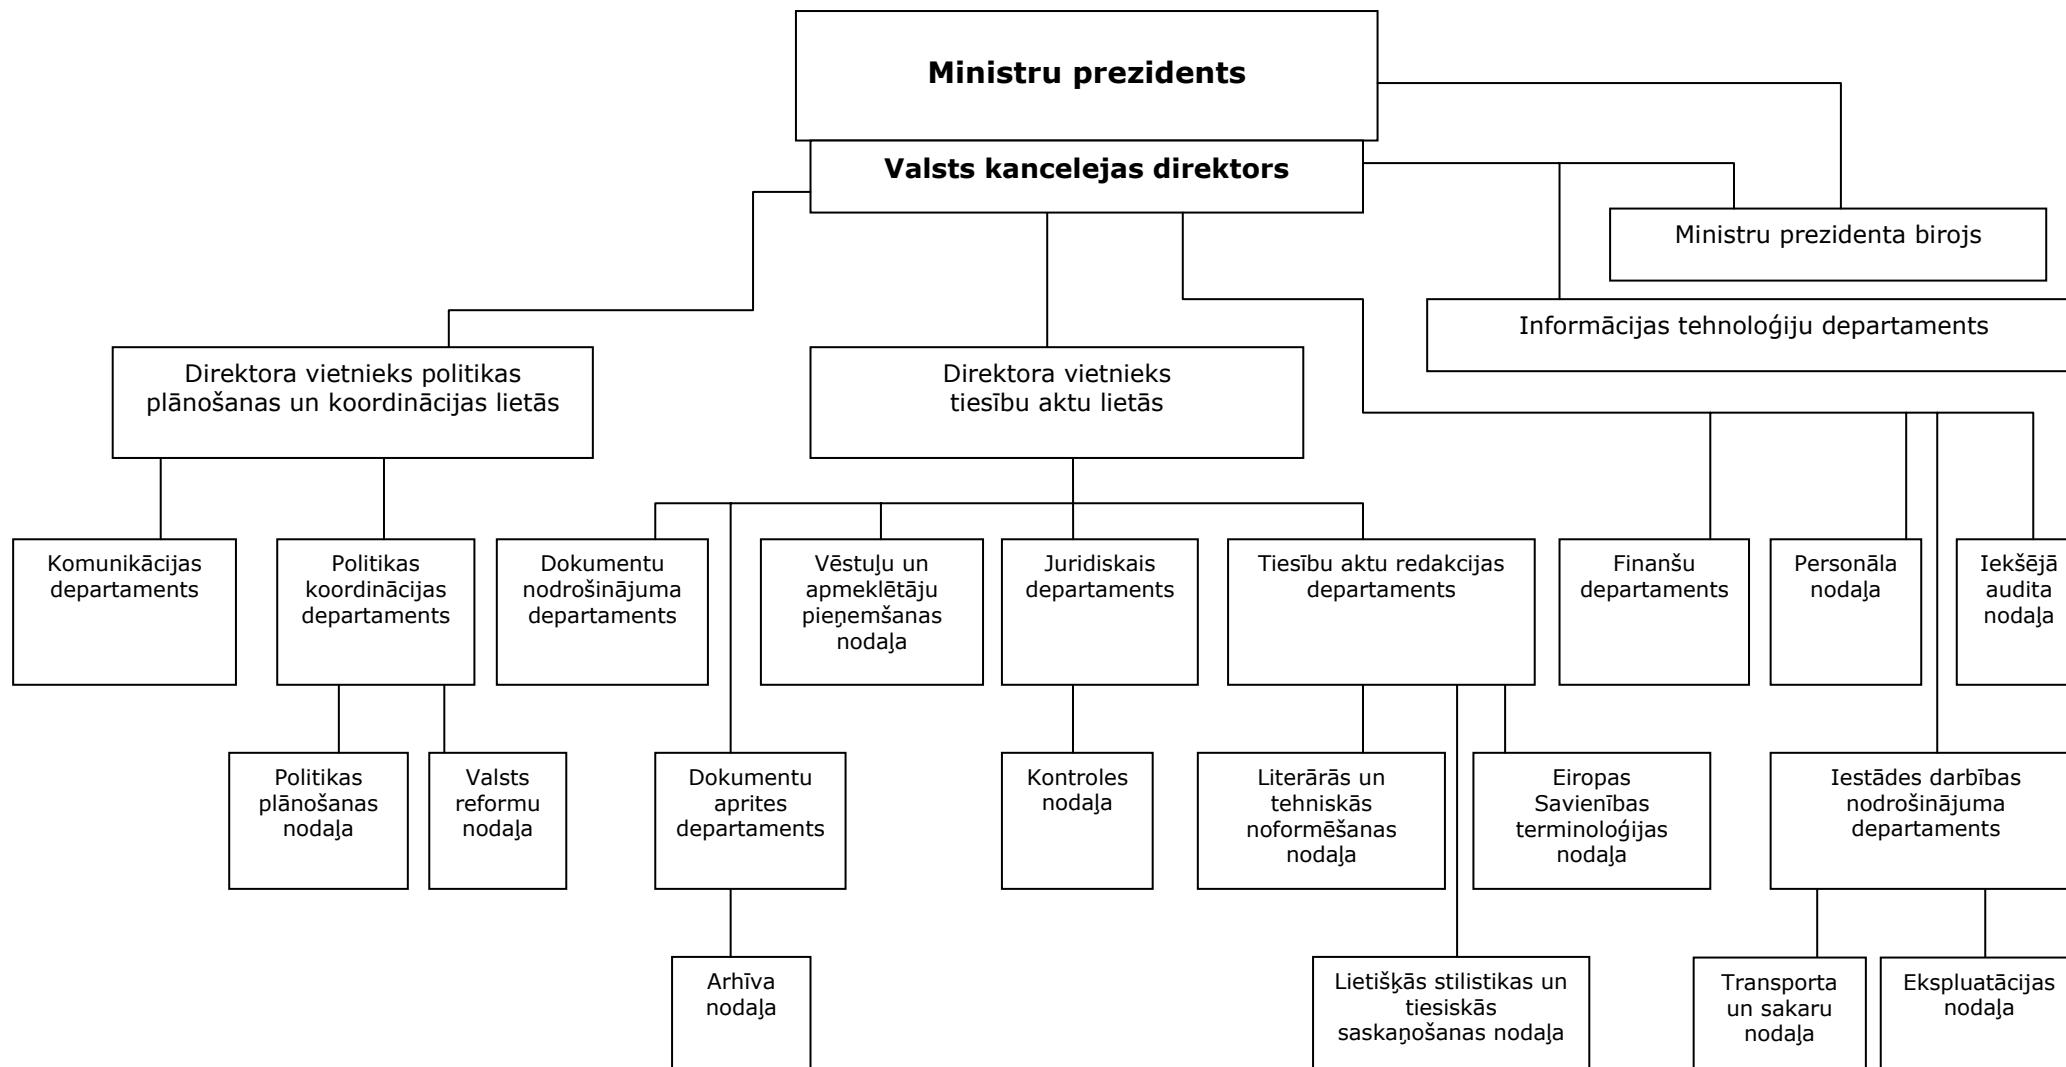 Ministru prezidents
Valsts kancelejas direktors
Ministru prezidenta birojs
Informācijas tehnoloģiju departaments
Direktora vietnieks politikas
plānošanas un koordinācijas lietās
Direktora vietnieks
tiesību aktu lietās
Komunikācijas
departaments
Politikas
koordinācijas
departaments
Dokumentu
nodrošinājuma
departaments
Vēstuļu un
apmeklētāju
pieņemšanas
nodaļa
Juridiskais
departaments
Tiesību aktu redakcijas
departaments
Finanšu
departaments
Personāla
nodaļa
Iekšējā
audita
nodaļa
Politikas
plānošanas
nodaļa
Valsts
reformu
nodaļa
Dokumentu
aprites
departaments
Kontroles
nodaļa
Literārās un
tehniskās
noformēšanas
nodaļa
Eiropas
Savienības
terminoloģijas
nodaļa
Iestādes darbības
nodrošinājuma
departaments
Arhīva
nodaļa
Lietišķās stilistikas un
tiesiskās
saskaņošanas nodaļa
Transporta
un sakaru
nodaļa
Ekspluatācijas
nodaļa